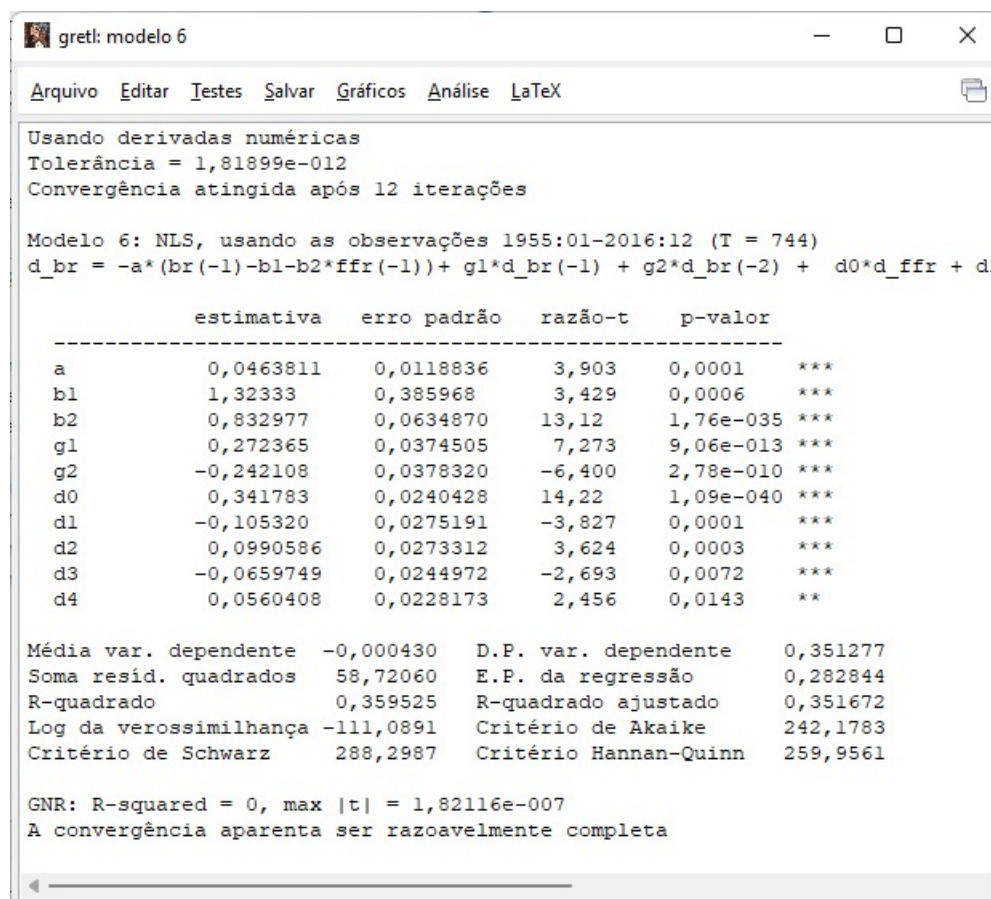 gretl: modelo 6
Arquivo Editar Testes Salvar Gráficos Análise LaTeX
Usando derivadas numéricas
Tolerância = 1,81899e-012
Convergência atingida após 12 iterações
Modelo 6: NLS, usando as observações 1955:01-2016:12 (T = 744)
d_br = -a*(br(-1)-b1-b2*ffr(-1))+ g1*d_br(-1) + g2*d_br(-2) +  d0*d_ffr + d
estimativa erro padrão razão-t p-valor
-----------------------------------------------------------
a 0,0463811 0,0118836 3,903 0,0001 ***
b1 1,32333 0,385968 3,429 0,0006 ***
b2 0,832977 0,0634870 13,12 1,76e-035 ***
g1 0,272365 0,0374505 7,273 9,06e-013 ***
g2 -0,242108 0,0378320 -6,400 2,78e-010 ***
d0 0,341783 0,0240428 14,22 1,09e-040 ***
d1 -0,105320 0,0275191 -3,827 0,0001 ***
d2 0,0990586 0,0273312 3,624 0,0003 ***
d3 -0,0659749 0,0244972 -2,693 0,0072 ***
d4 0,0560408 0,0228173 2,456 0,0143 **
Média var. dependente -0,000430 D.P. var. dependente 0,351277
Soma resíd. quadrados 58,72060 E.P. da regressão 0,282844
R-quadrado 0,359525 R-quadrado ajustado 0,351672
Log da verossimilhança -111,0891 Critério de Akaike 242,1783
Critério de Schwarz 288,2987 Critério Hannan-Quinn 259,9561
GNR: R-squared = 0, max |t| = 1,82116e-007
A convergência aparenta ser razoavelmente completa